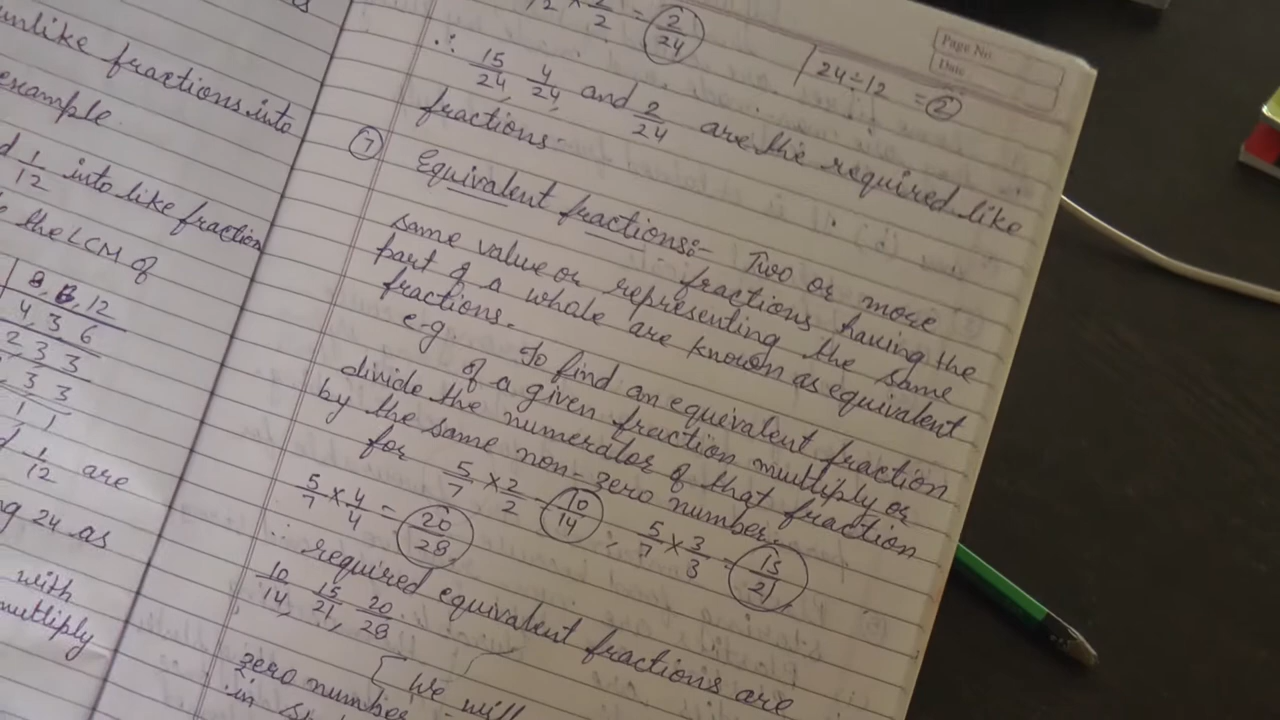 unlike fractions into
example.
1/12 into like fraction
the LCM of
8, 6, 12
4, 3 6
2, 3 3
, 3 3
1, 1
1/12 are
24 as
with
multiply
Page No.
Date
2/2 = 2/24
24÷12 = 2
∴ 15/24, 4/24, and 2/24 are the required like
fractions.
7 Equivalent fractions:- Two or more
fractions having the
same value or representing the same
part of a whole are known as equivalent
fractions.
e.g. To find an equivalent fraction
of a given fraction multiply or
divide the numerator of that fraction
by the same non-zero number.
for 5/7 × 2/2 = 10/14 ; 5/7 × 3/3 = 15/21,
5/7 × 4/4 = 20/28,
∴ required equivalent fractions are
10/14, 15/21, 20/28.
[We will
zero number
in